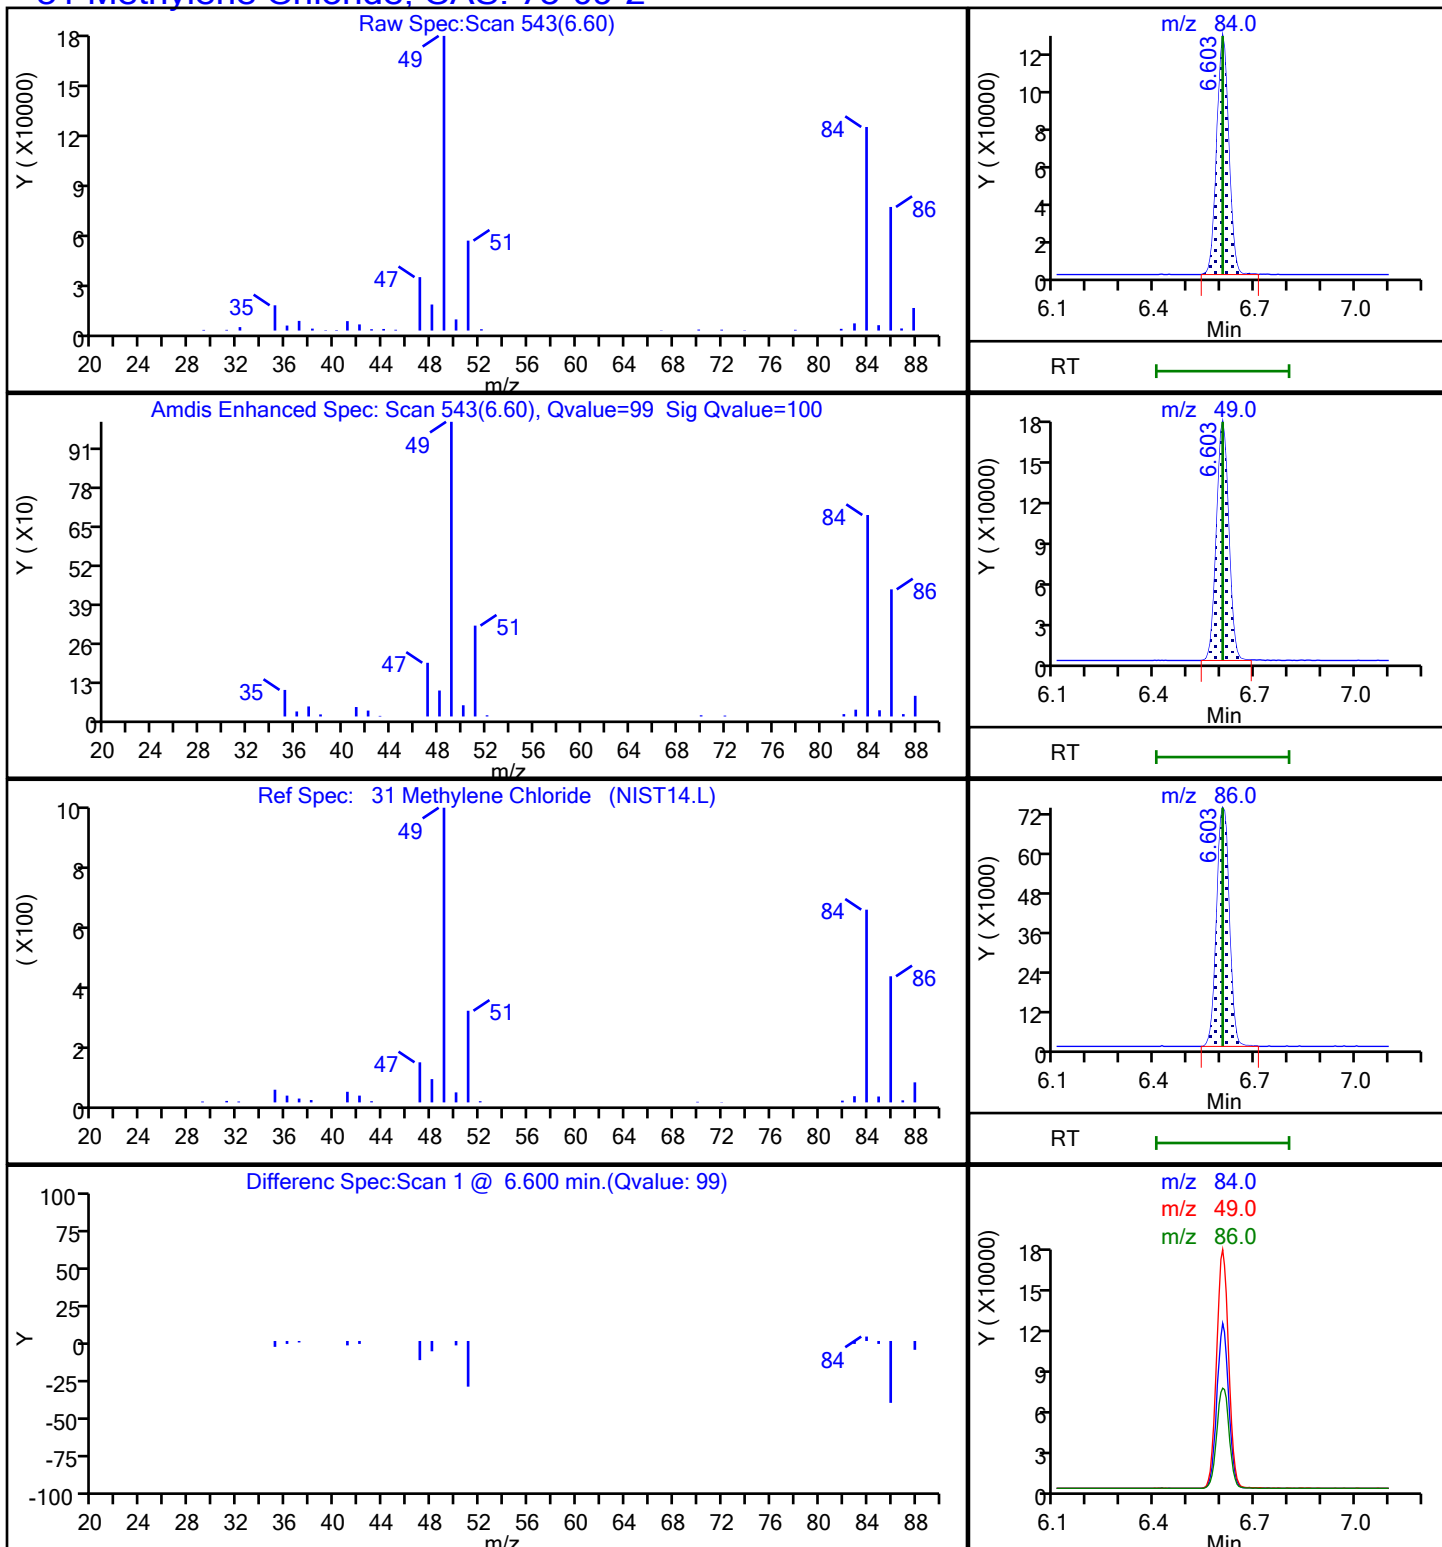 Raw Spec:Scan 543(6.60)
Y ( X10000)
18
15
12
9
6
3
0
49
84
86
51
47
35
20 24 28 32 36 40 44 48 52 56 60 64 68 72 76 80 84 88
m/z
m/z 84.0
Y ( X10000)
12
10
8
6
4
2
0
6.603
6.1 6.4 6.7 7.0
Min
RT
Amdis Enhanced Spec: Scan 543(6.60), Qvalue=99 Sig Qvalue=100
Y ( X10)
91
78
65
52
39
26
13
0
49
84
86
51
47
35
20 24 28 32 36 40 44 48 52 56 60 64 68 72 76 80 84 88
m/z
m/z 49.0
Y ( X10000)
18
15
12
9
6
3
0
6.603
6.1 6.4 6.7 7.0
Min
RT
Ref Spec: 31 Methylene Chloride (NIST14.L)
( X100)
10
8
6
4
2
0
49
84
86
51
47
20 24 28 32 36 40 44 48 52 56 60 64 68 72 76 80 84 88
m/z
m/z 86.0
Y ( X1000)
72
60
48
36
24
12
0
6.603
6.1 6.4 6.7 7.0
Min
RT
Differenc Spec:Scan 1 @ 6.600 min.(Qvalue: 99)
Y
100
75
50
25
0
-25
-50
-75
-100
84
20 24 28 32 36 40 44 48 52 56 60 64 68 72 76 80 84 88
m/z
m/z 84.0
m/z 49.0
m/z 86.0
Y ( X10000)
18
15
12
9
6
3
0
6.1 6.4 6.7 7.0
Min